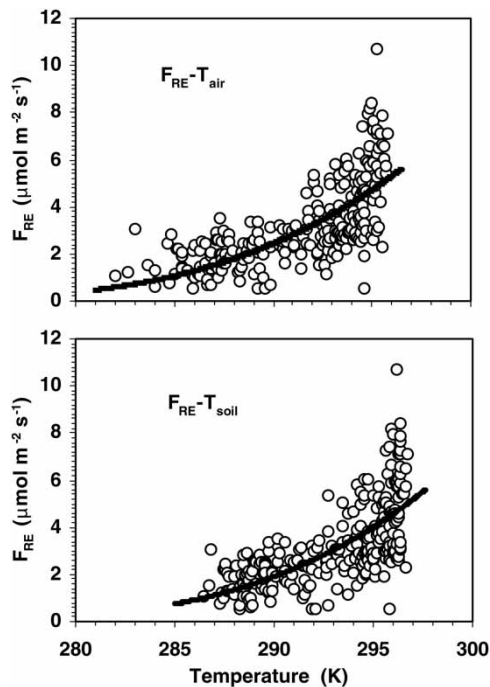 12
10
8
6
4
2
0
F_RE (μmol m⁻² s⁻¹)
F_RE-T_air
12
10
8
6
4
2
0
F_RE (μmol m⁻² s⁻¹)
F_RE-T_soil
280 285 290 295 300
Temperature (K)